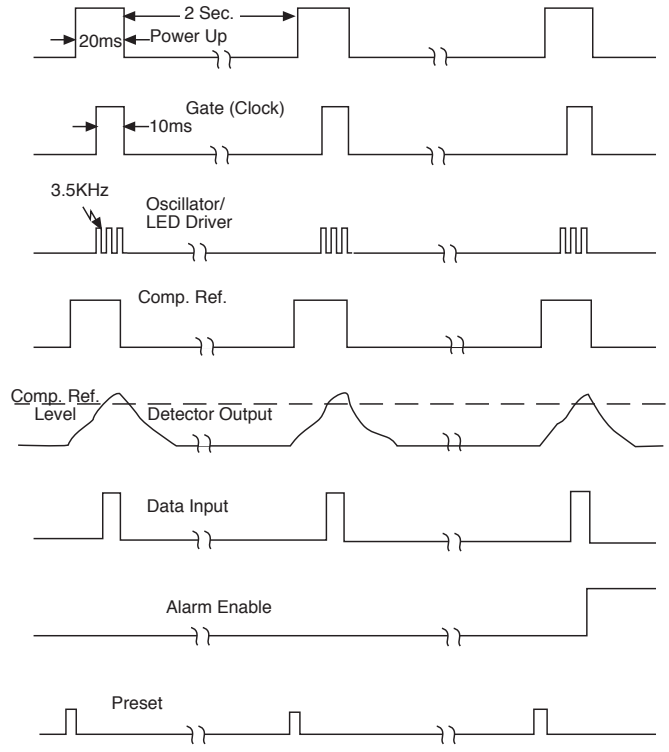 2 Sec.
20ms
Power Up
Gate (Clock)
10ms
3.5KHz
Oscillator/
LED Driver
Comp. Ref.
Comp. Ref.
Level
Detector Output
Data Input
Alarm Enable
Preset